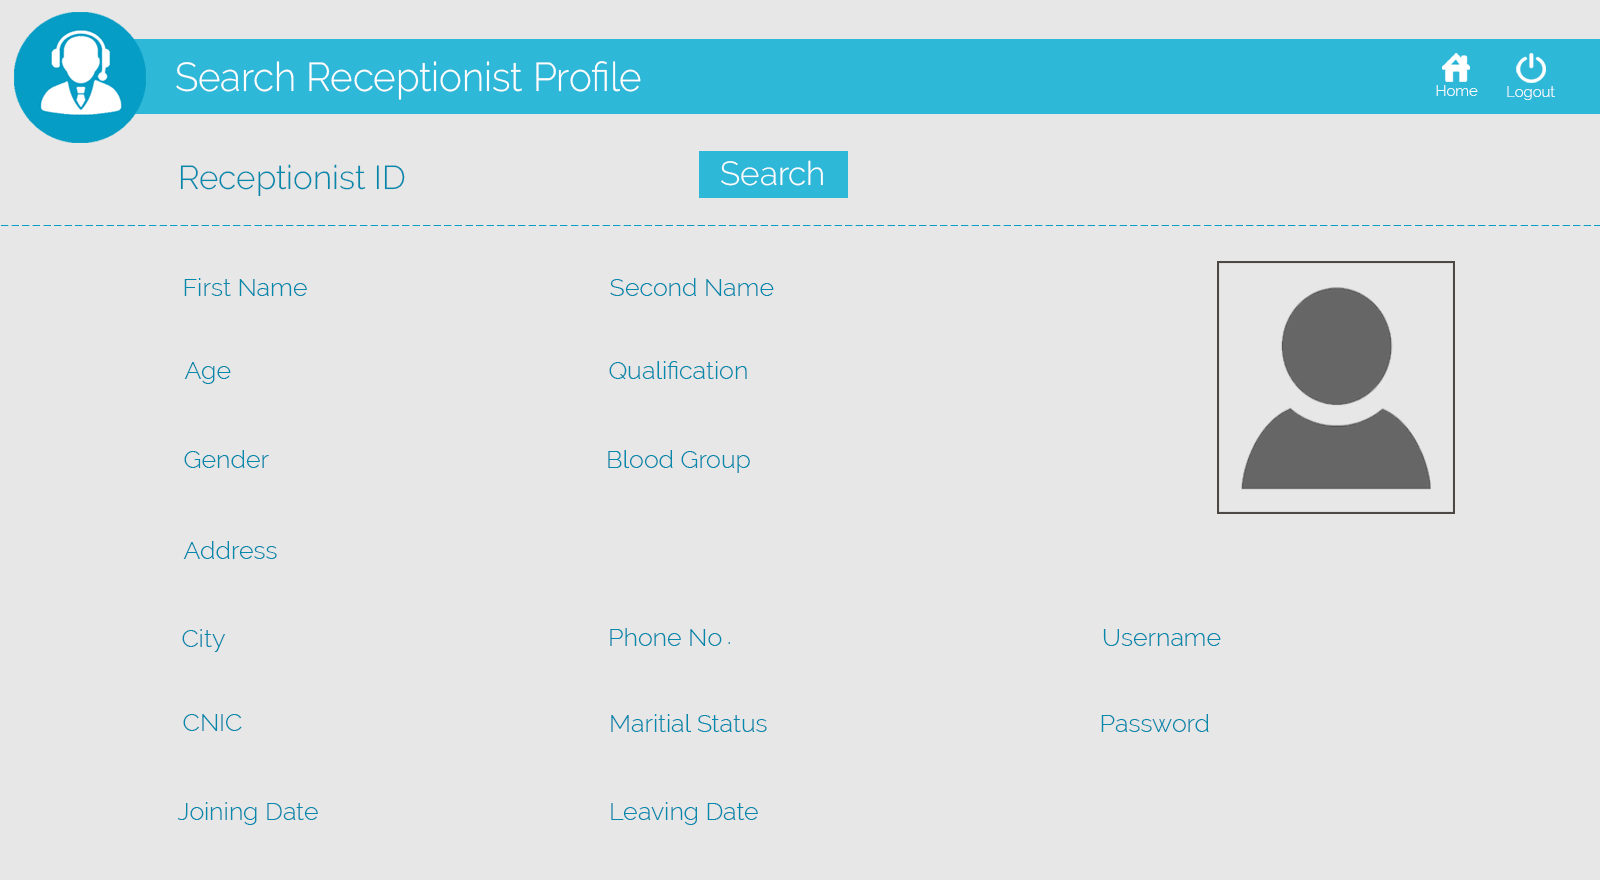 Search Receptionist Profile
Home
Logout
Receptionist ID
Search
First Name
Second Name
Age
Qualification
Gender
Blood Group
Address
City
Phone No .
Username
CNIC
Maritial Status
Password
Joining Date
Leaving Date